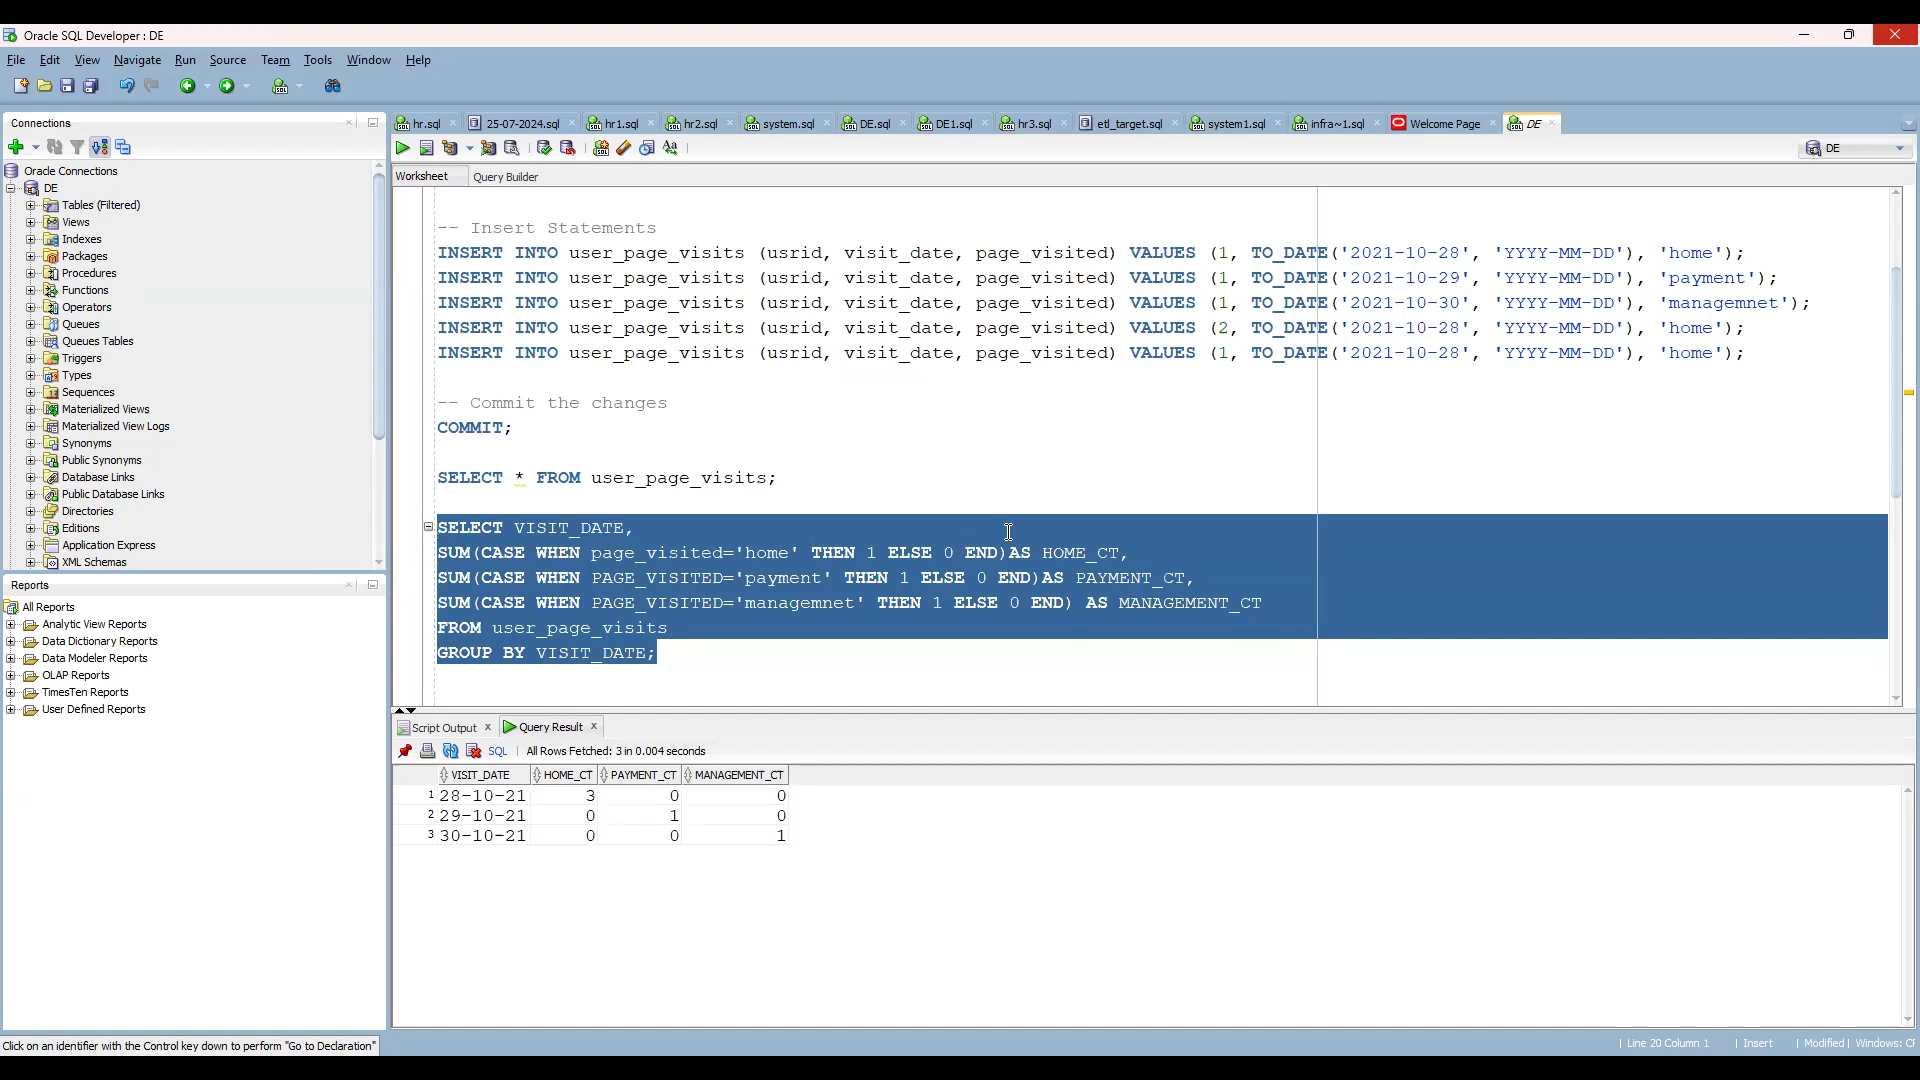 Oracle SQL Developer : DE
File Edit View Navigate Run Source Team Tools Window Help
Connections
Oracle Connections
DE
Tables (Filtered)
Views
Indexes
Packages
Procedures
Functions
Operators
Queues
Queues Tables
Triggers
Types
Sequences
Materialized Views
Materialized View Logs
Synonyms
Public Synonyms
Database Links
Public Database Links
Directories
Editions
Application Express
XML Schemas
Reports
All Reports
Analytic View Reports
Data Dictionary Reports
Data Modeler Reports
OLAP Reports
TimesTen Reports
User Defined Reports
hr.sql 25-07-2024.sql hr1.sql hr2.sql system.sql DE.sql DE1.sql hr3.sql etl_target.sql system1.sql infra~1.sql Welcome Page DE
DE
Worksheet Query Builder
-- Insert Statements
INSERT INTO user_page_visits (usrid, visit_date, page_visited) VALUES (1, TO_DATE('2021-10-28', 'YYYY-MM-DD'), 'home');
INSERT INTO user_page_visits (usrid, visit_date, page_visited) VALUES (1, TO_DATE('2021-10-29', 'YYYY-MM-DD'), 'payment');
INSERT INTO user_page_visits (usrid, visit_date, page_visited) VALUES (1, TO_DATE('2021-10-30', 'YYYY-MM-DD'), 'managemnet');
INSERT INTO user_page_visits (usrid, visit_date, page_visited) VALUES (2, TO_DATE('2021-10-28', 'YYYY-MM-DD'), 'home');
INSERT INTO user_page_visits (usrid, visit_date, page_visited) VALUES (1, TO_DATE('2021-10-28', 'YYYY-MM-DD'), 'home');
-- Commit the changes
COMMIT;
SELECT * FROM user_page_visits;
SELECT VISIT_DATE,
SUM(CASE WHEN page_visited='home' THEN 1 ELSE 0 END)AS HOME_CT,
SUM(CASE WHEN PAGE_VISITED='payment' THEN 1 ELSE 0 END)AS PAYMENT_CT,
SUM(CASE WHEN PAGE_VISITED='managemnet' THEN 1 ELSE 0 END) AS MANAGEMENT_CT
FROM user_page_visits
GROUP BY VISIT_DATE;
Script Output Query Result
SQL All Rows Fetched: 3 in 0.004 seconds
VISIT_DATE HOME_CT PAYMENT_CT MANAGEMENT_CT
1 28-10-21 3 0 0
2 29-10-21 0 1 0
3 30-10-21 0 0 1
Click on an identifier with the Control key down to perform "Go to Declaration"
Line 20 Column 1 Insert Modified Windows: CF